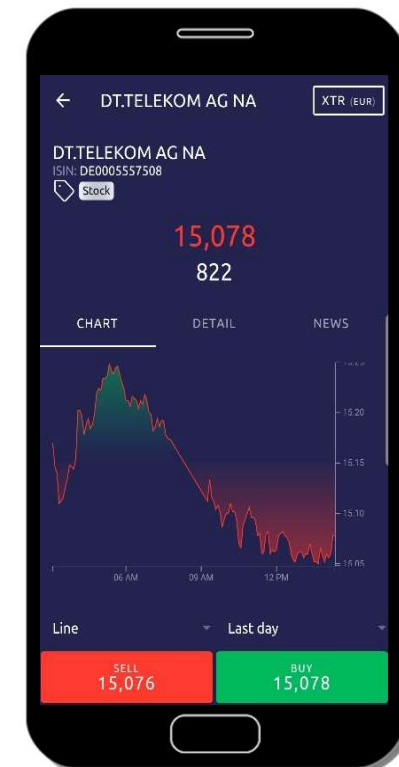 ← DT.TELEKOM AG NA XTR (EUR)
DT.TELEKOM AG NA
ISIN: DE0005557508
Stock
15,078
822
CHART DETAIL NEWS
15.20
15.15
15.10
15.05
06 AM 09 AM 12 PM
Line Last day
SELL BUY
15,076 15,078